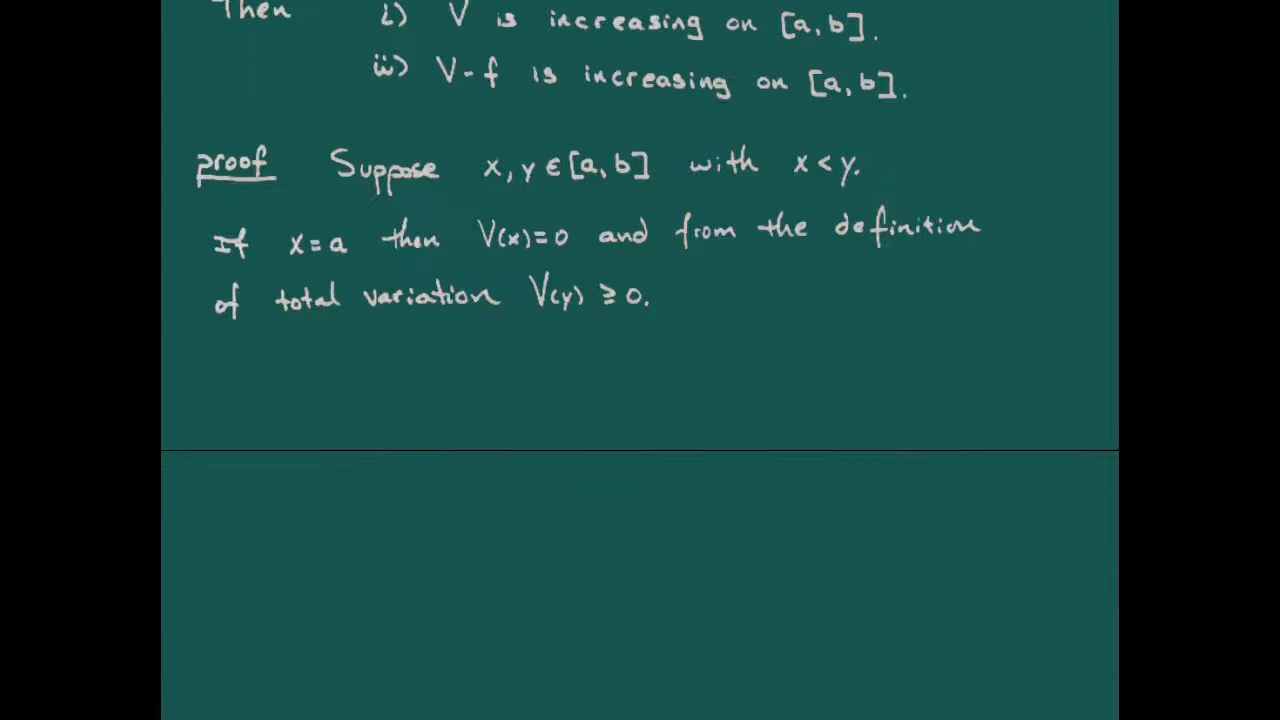 Then i) V is increasing on [a,b].
ii) V-f is increasing on [a,b].
proof Suppose x,y ∈ [a,b] with x < y.
If x = a then V(x)=0 and from the definition
of total variation V(y) ≥ 0.